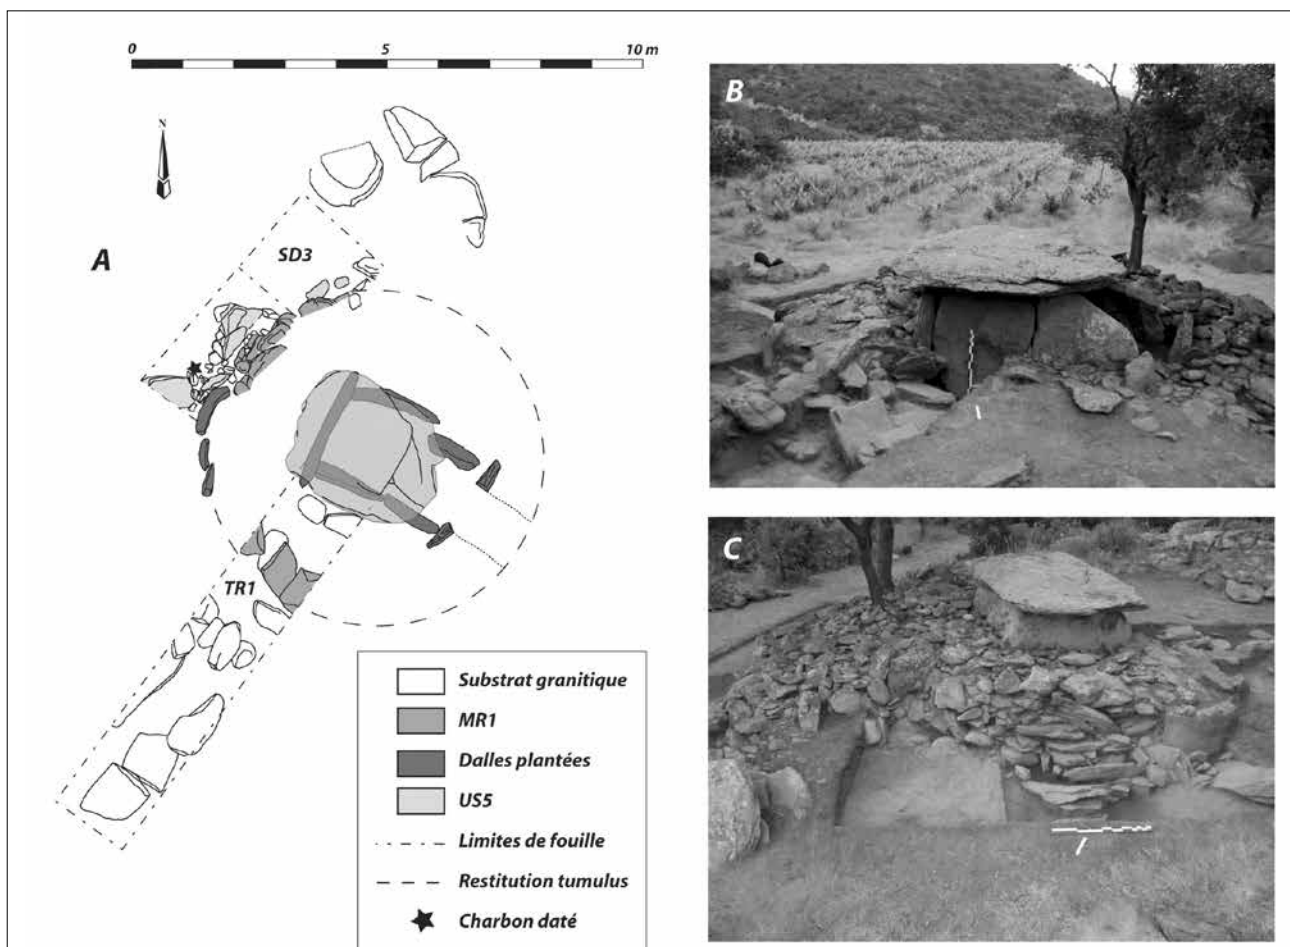 0 5 10 m
N
A
SD3
TR1
Substrat granitique
MR1
Dalles plantées
US5
Limites de fouille
Restitution tumulus
Charbon daté
B
C